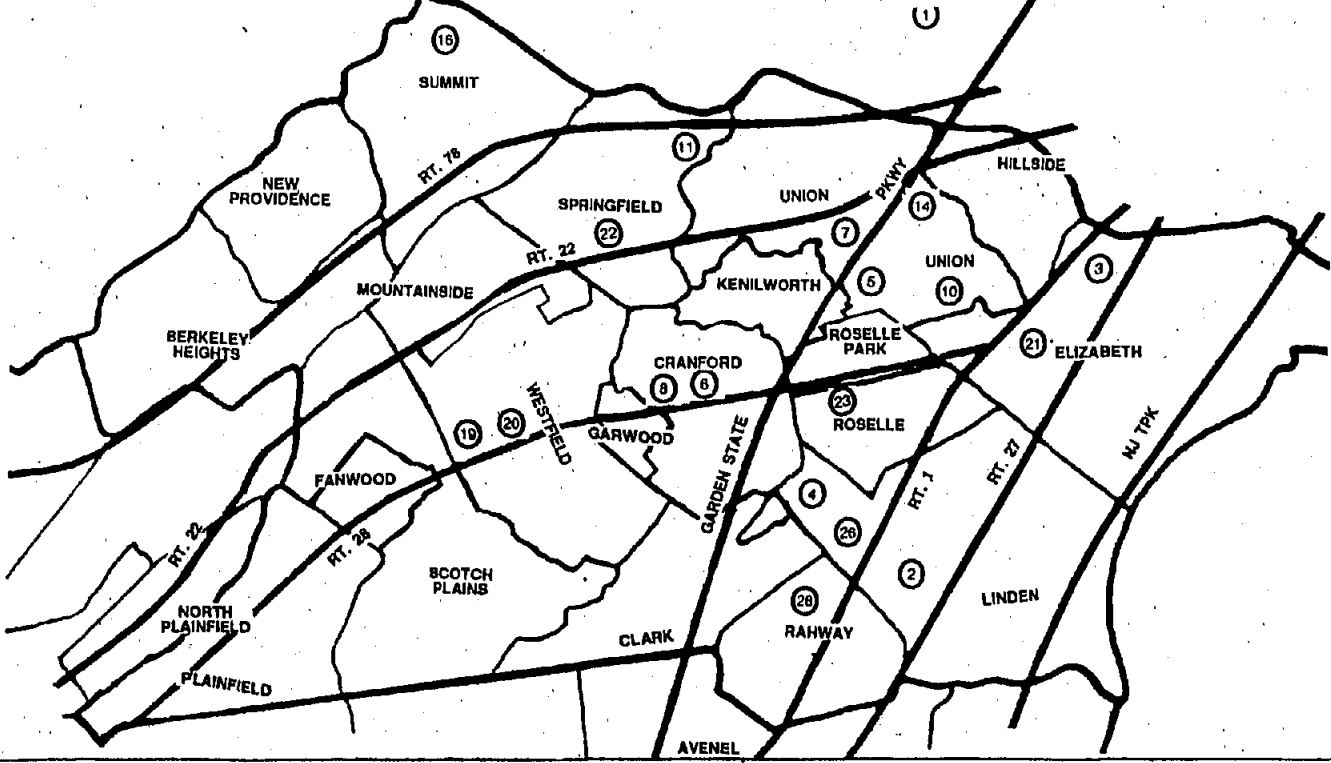 1
16
SUMMIT
11
RT. 78
HILLSIDE
NEW
PROVIDENCE
PKWY
UNION
SPRINGFIELD
14
22
7
RT. 22
UNION
3
5
KENILWORTH
10
MOUNTAINSIDE
BERKELEY
HEIGHTS
ROSELLE
PARK
21
ELIZABETH
CRANFORD
8
6
23
ROSELLE
WESTFIELD
19
20
GARWOOD
NJ TPK
GARDEN STATE
RT. 27
FANWOOD
RT. 1
4
26
RT. 22
RT. 28
SCOTCH
PLAINS
2
LINDEN
28
NORTH
PLAINFIELD
RAHWAY
CLARK
PLAINFIELD
AVENEL